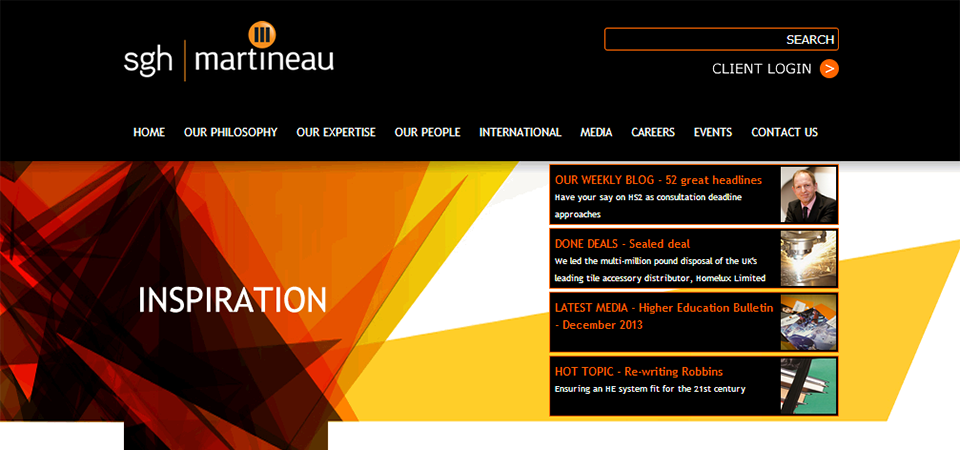 sgh | martineau
SEARCH
CLIENT LOGIN >
HOME OUR PHILOSOPHY OUR EXPERTISE OUR PEOPLE INTERNATIONAL MEDIA CAREERS EVENTS CONTACT US
INSPIRATION
OUR WEEKLY BLOG - 52 great headlines
Have your say on HS2 as consultation deadline
approaches
DONE DEALS - Sealed deal
We led the multi-million pound disposal of the UK's
leading tile accessory distributor, Homelux Limited
LATEST MEDIA - Higher Education Bulletin
- December 2013
HOT TOPIC - Re-writing Robbins
Ensuring an HE system fit for the 21st century